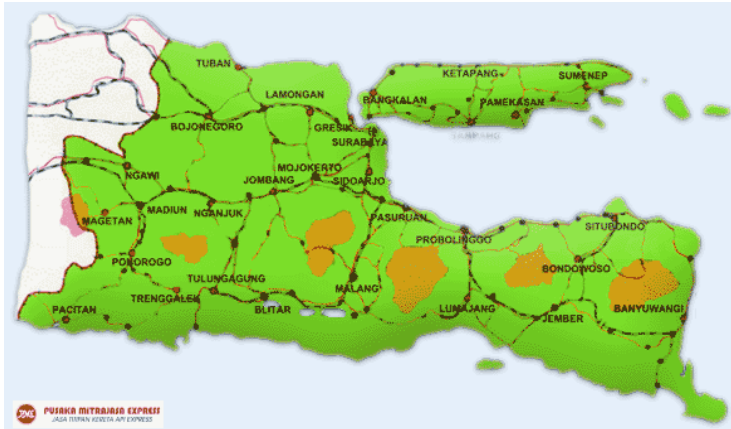 TUBAN
KETAPANG
SUMENEP
LAMONGAN
BANGKALAN
PAMEKASAN
BOJONEGORO
GRESIK
SURABAYA
MOJOKERTO
NGAWI
JOMBANG
SIDOARJO
MAGETAN
MADIUN
NGANJUK
PASURUAN
SITUBONDO
PROBOLINGGO
PONOROGO
BONDOWOSO
TULUNGAGUNG
TRENGGALEK
MALANG
PACITAN
BLITAR
LUMAJANG
JEMBER
BANYUWANGI
PUSAKA MITRAJASA EXPRESS
JASA TITIPAN KERETA API EXPRESS